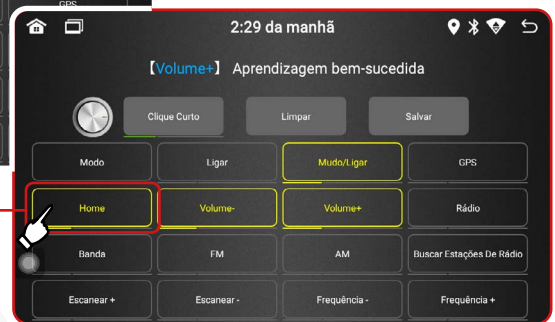 GPS
2:29 da manhã
【Volume+】 Aprendizagem bem-sucedida
Clique Curto Limpar Salvar
Modo Ligar Mudo/Ligar GPS
Home Volume- Volume+ Rádio
Banda FM AM Buscar Estações De Rádio
Escanear + Escanear - Frequência - Frequência +